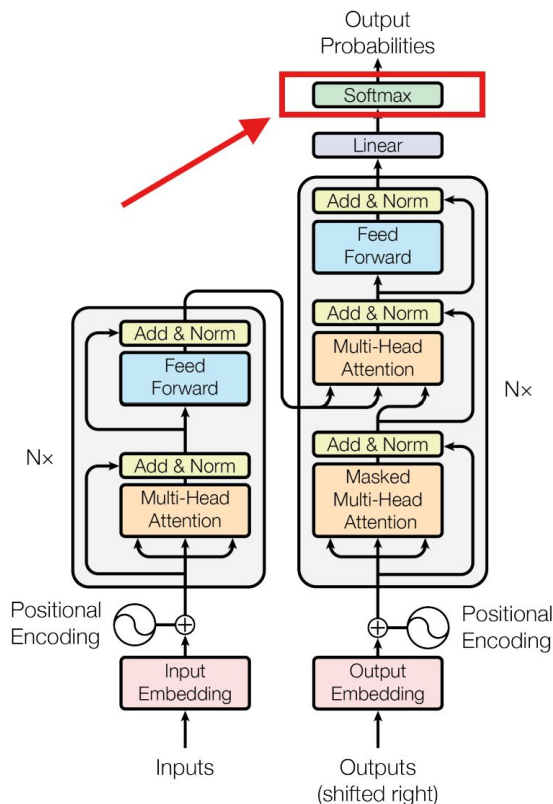 Output
Probabilities
Softmax
Linear
Add & Norm
Feed
Forward
Add & Norm
Multi-Head
Attention
Add & Norm
Masked
Multi-Head
Attention
Nx
Add & Norm
Feed
Forward
Add & Norm
Multi-Head
Attention
Nx
Positional
Encoding
Positional
Encoding
Input
Embedding
Output
Embedding
Inputs
Outputs
(shifted right)